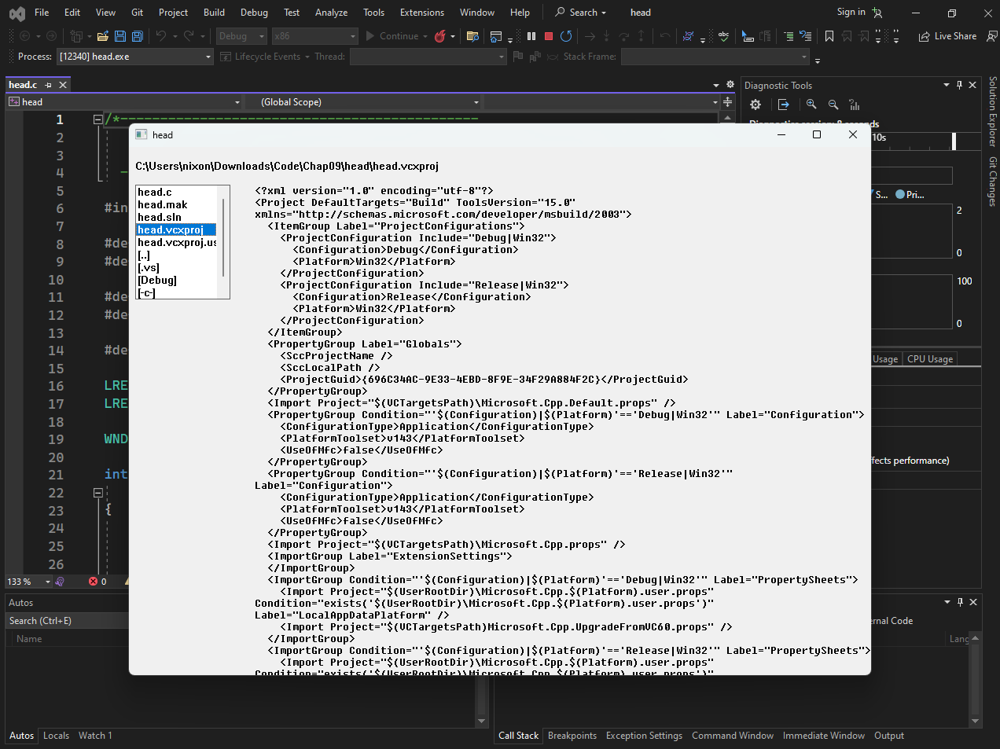 File Edit View Git Project Build Debug Test Analyze Tools Extensions Window Help Search head Sign in
Debug x86 Continue Live Share
Process: [12340] head.exe Lifecycle Events Thread: Stack Frame:
head.c
head (Global Scope)
Diagnostic Tools
Diagnostics session: 8 seconds
10s
S... Pri...
2
0
100
0
Usage CPU Usage
ffects performance)
1 /*---------------------------------------------
2
3
4 -
5
6 #in
7
8 #de
9 #de
10
11 #de
12 #de
13
14 #de
15
16 LRE
17 LRE
18
19 WND
20
21 int
22
23 {
24
25
26
133 % 0
head
C:\Users\nixon\Downloads\Code\Chap09\head\head.vcxproj
head.c
head.mak
head.sln
head.vcxproj
head.vcxproj.us
[..]
[.vs]
[Debug]
[-c-]
<?xml version="1.0" encoding="utf-8"?>
<Project DefaultTargets="Build" ToolsVersion="15.0"
xmlns="http://schemas.microsoft.com/developer/msbuild/2003">
<ItemGroup Label="ProjectConfigurations">
<ProjectConfiguration Include="Debug|Win32">
<Configuration>Debug</Configuration>
<Platform>Win32</Platform>
</ProjectConfiguration>
<ProjectConfiguration Include="Release|Win32">
<Configuration>Release</Configuration>
<Platform>Win32</Platform>
</ProjectConfiguration>
</ItemGroup>
<PropertyGroup Label="Globals">
<SccProjectName />
<SccLocalPath />
<ProjectGuid>{696C34AC-9E33-4EBD-8F9E-34F29A884F2C}</ProjectGuid>
</PropertyGroup>
<Import Project="$(VCTargetsPath)\Microsoft.Cpp.Default.props" />
<PropertyGroup Condition="'$(Configuration)|$(Platform)'=='Debug|Win32'" Label="Configuration">
<ConfigurationType>Application</ConfigurationType>
<PlatformToolset>v143</PlatformToolset>
<UseOfMfc>false</UseOfMfc>
</PropertyGroup>
<PropertyGroup Condition="'$(Configuration)|$(Platform)'=='Release|Win32'"
Label="Configuration">
<ConfigurationType>Application</ConfigurationType>
<PlatformToolset>v143</PlatformToolset>
<UseOfMfc>false</UseOfMfc>
</PropertyGroup>
<Import Project="$(VCTargetsPath)\Microsoft.Cpp.props" />
<ImportGroup Label="ExtensionSettings">
</ImportGroup>
<ImportGroup Condition="'$(Configuration)|$(Platform)'=='Debug|Win32'" Label="PropertySheets">
<Import Project="$(UserRootDir)\Microsoft.Cpp.$(Platform).user.props"
Condition="exists('$(UserRootDir)\Microsoft.Cpp.$(Platform).user.props')"
Label="LocalAppDataPlatform" />
<Import Project="$(VCTargetsPath)Microsoft.Cpp.UpgradeFromVC60.props" />
</ImportGroup>
<ImportGroup Condition="'$(Configuration)|$(Platform)'=='Release|Win32'" Label="PropertySheets">
<Import Project="$(UserRootDir)\Microsoft.Cpp.$(Platform).user.props"
Condition="exists('$(UserRootDir)\Microsoft.Cpp.$(Platform).user.props')"
Autos
Search (Ctrl+E)
Name
rnal Code
Lang
Autos Locals Watch 1
Call Stack Breakpoints Exception Settings Command Window Immediate Window Output
Solution Explorer
Git Changes